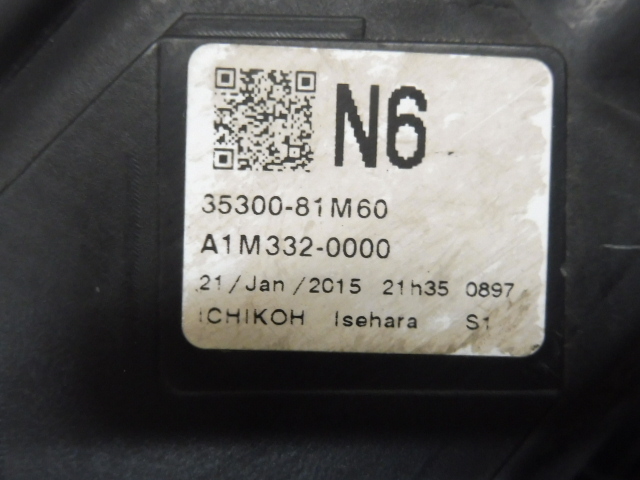 N6
35300-81M60
A1M332-0000
21/Jan/2015 21h35 0897
ICHIKOH Isehara S1